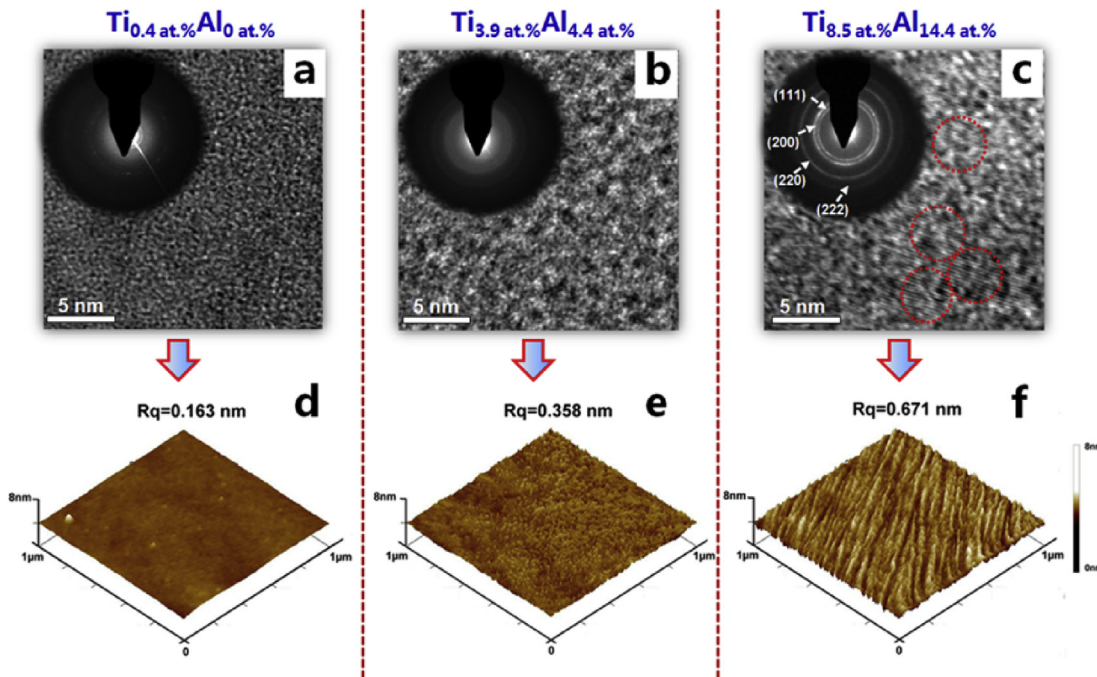 Ti0.4 at.%Al0 at.% Ti3.9 at.%Al4.4 at.% Ti8.5 at.%Al14.4 at.%
a b c
(111)
(200)
(220)
(222)
5 nm 5 nm 5 nm
d e f
Rq=0.163 nm Rq=0.358 nm Rq=0.671 nm
8nm
8nm 8nm 8nm
1μm 1μm 1μm 1μm 1μm 1μm
0nm
0 0 0